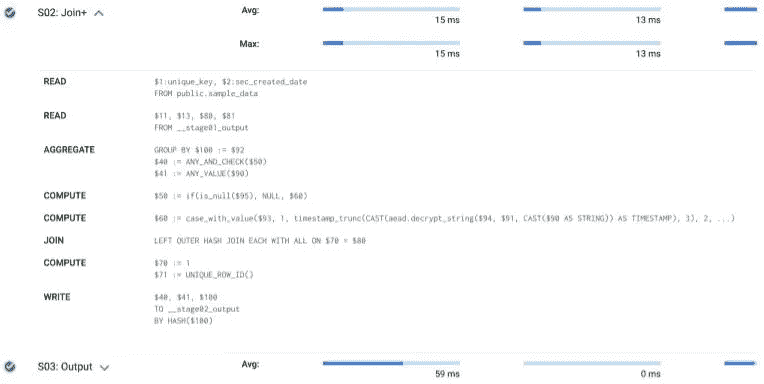 S02: Join+ Avg: 15 ms 13 ms
Max: 15 ms 13 ms
READ $1:unique_key, $2:sec_created_date
FROM public.sample_data
READ $11, $13, $80, $81
FROM __stage01_output
AGGREGATE GROUP BY $100 := $92
$40 := ANY_AND_CHECK($50)
$41 := ANY_VALUE($90)
COMPUTE $50 := if(is_null($95), NULL, $60)
COMPUTE $60 := case_with_value($93, 1, timestamp_trunc(CAST(aead.decrypt_string($94, $91, CAST($90 AS STRING)) AS TIMESTAMP), 3), 2, ...)
JOIN LEFT OUTER HASH JOIN EACH WITH ALL ON $70 = $80
COMPUTE $70 := 1
$71 := UNIQUE_ROW_ID()
WRITE $40, $41, $100
TO __stage02_output
BY HASH($100)
S03: Output Avg: 59 ms 0 ms